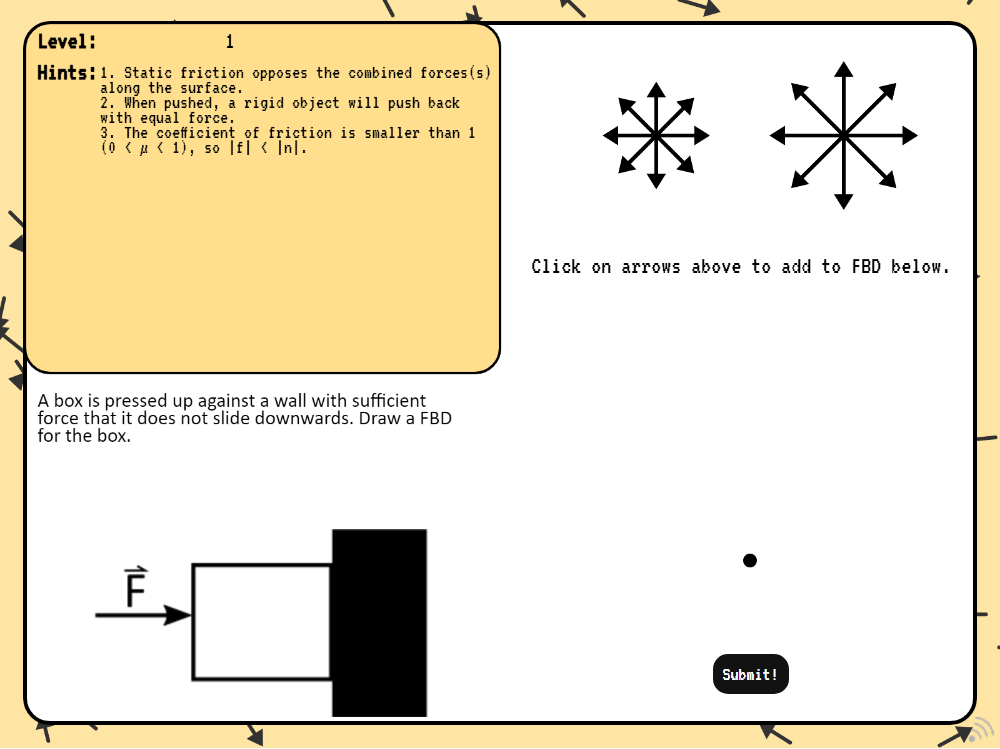 Level: 1
Hints: 1. Static friction opposes the combined forces(s)
along the surface.
2. When pushed, a rigid object will push back
with equal force.
3. The coefficient of friction is smaller than 1
(0 < μ < 1), so |f| < |n|.
Click on arrows above to add to FBD below.
A box is pressed up against a wall with sufficient
force that it does not slide downwards. Draw a FBD
for the box.
F⃗
Submit!